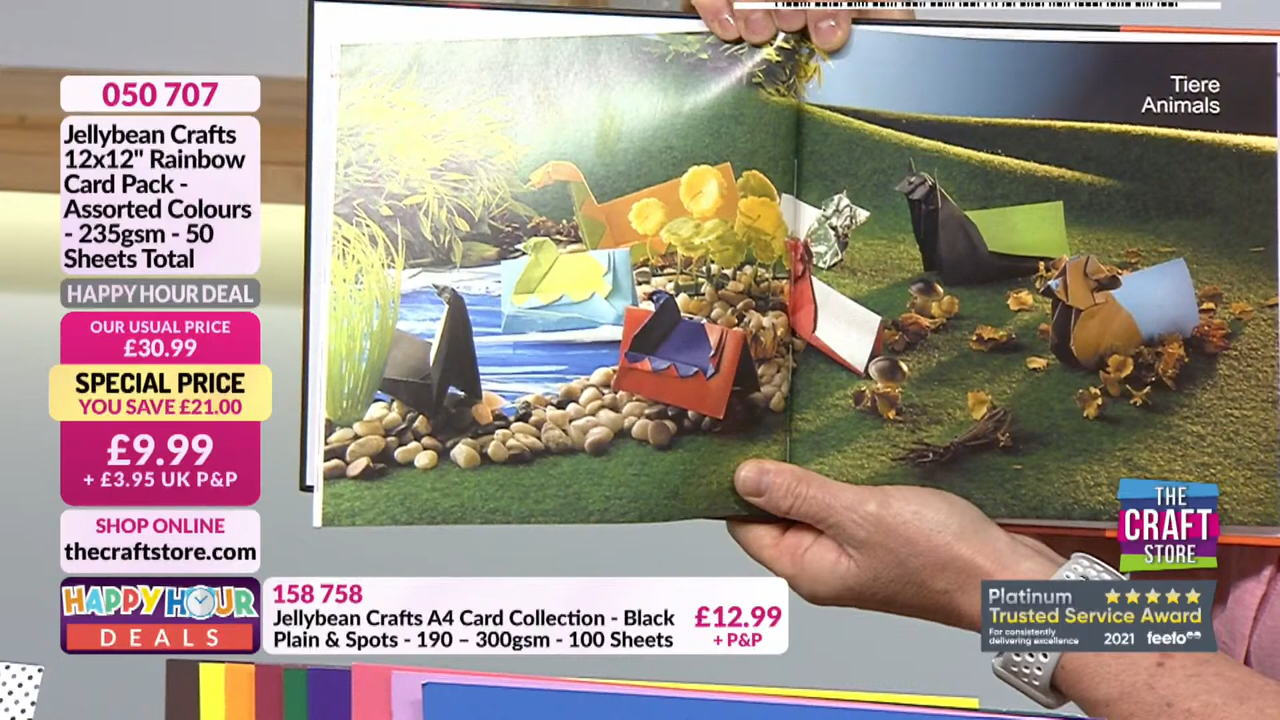 050 707
Jellybean Crafts
12x12" Rainbow
Card Pack -
Assorted Colours
- 235gsm - 50
Sheets Total
HAPPY HOUR DEAL
OUR USUAL PRICE
£30.99
SPECIAL PRICE
YOU SAVE £21.00
£9.99
+ £3.95 UK P&P
SHOP ONLINE
thecraftstore.com
HAPPY HOUR
DEALS
158 758
Jellybean Crafts A4 Card Collection - Black
Plain & Spots - 190 – 300gsm - 100 Sheets
£12.99
+ P&P
Tiere
Animals
THE
CRAFT
STORE
Platinum
Trusted Service Award
For consistently
delivering excellence
2021 feefo